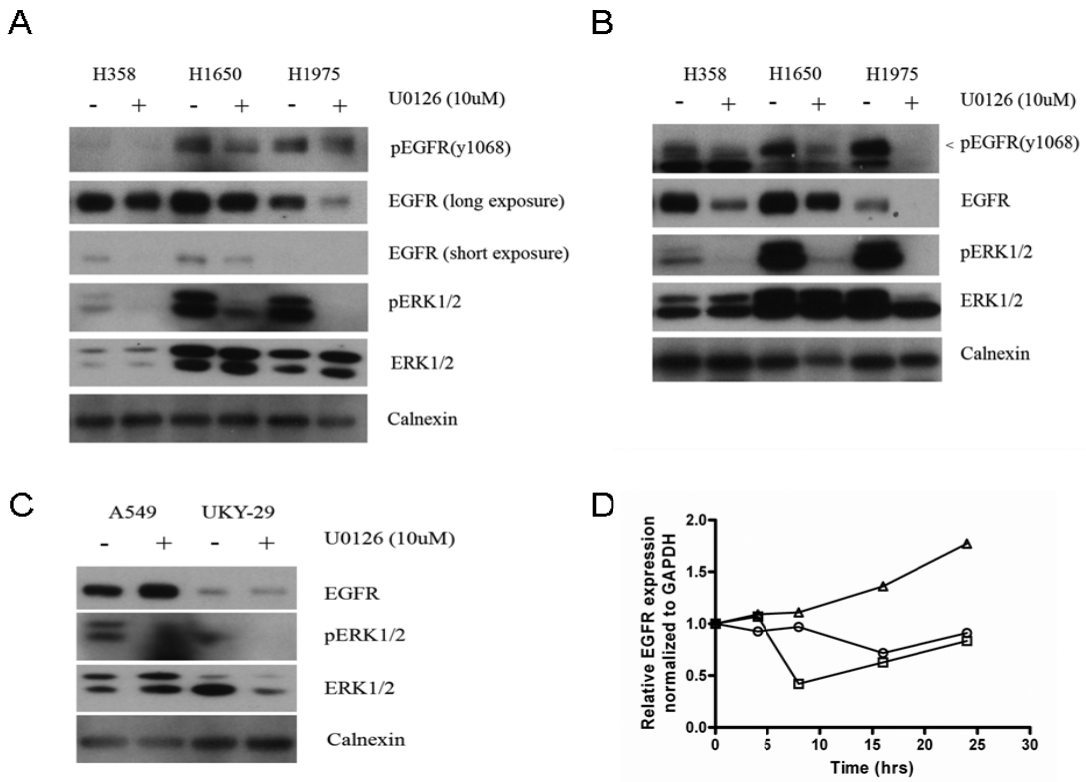 A
H358 H1650 H1975
- + - + - + U0126 (10uM)
pEGFR(y1068)
EGFR (long exposure)
EGFR (short exposure)
pERK1/2
ERK1/2
Calnexin
B
H358 H1650 H1975
- + - + - + U0126 (10uM)
< pEGFR(y1068)
EGFR
pERK1/2
ERK1/2
Calnexin
C
A549 UKY-29
- + - + U0126 (10uM)
EGFR
pERK1/2
ERK1/2
Calnexin
D
Relative EGFR expression
normalized to GAPDH
2.0
1.5
1.0
0.5
0.0
0 5 10 15 20 25 30
Time (hrs)